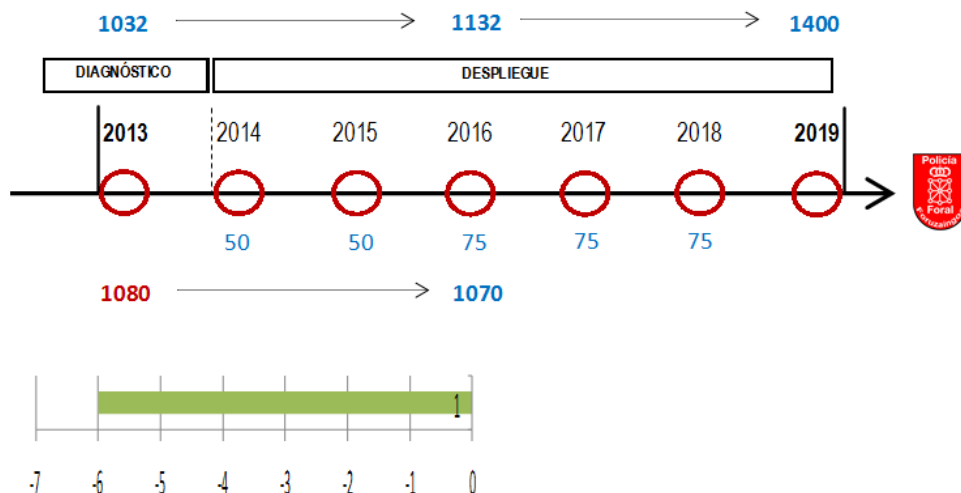 1032 1132 1400
DIAGNÓSTICO DESPLIEGUE
2013 2014 2015 2016 2017 2018 2019
Policía
Foral
Foruzaingoa
50 50 75 75 75
1080 1070
1
-7 -6 -5 -4 -3 -2 -1 0